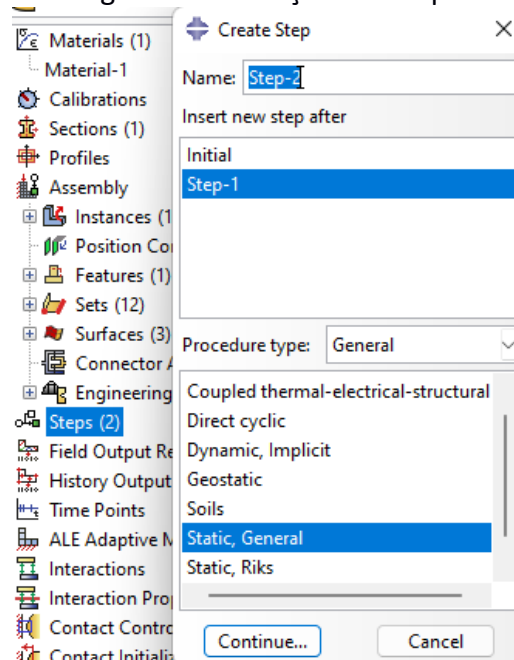 Materials (1)
Material-1
Calibrations
Sections (1)
Profiles
Assembly
Instances (1
Position Co
Features (1)
Sets (12)
Surfaces (3)
Connector A
Engineering
Steps (2)
Field Output Re
History Output
Time Points
ALE Adaptive M
Interactions
Interaction Pro
Contact Contro
Contact Initializ
Create Step
Name: Step-2
Insert new step after
Initial
Step-1
Procedure type: General
Coupled thermal-electrical-structural
Direct cyclic
Dynamic, Implicit
Geostatic
Soils
Static, General
Static, Riks
Continue... Cancel